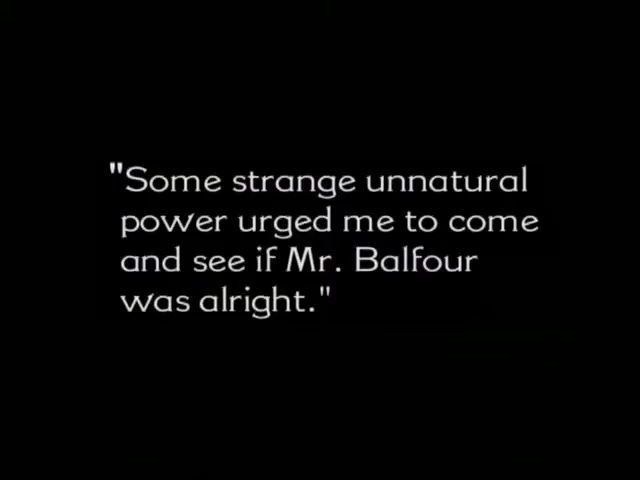 "Some strange unnatural
power urged me to come
and see if Mr. Balfour
was alright."